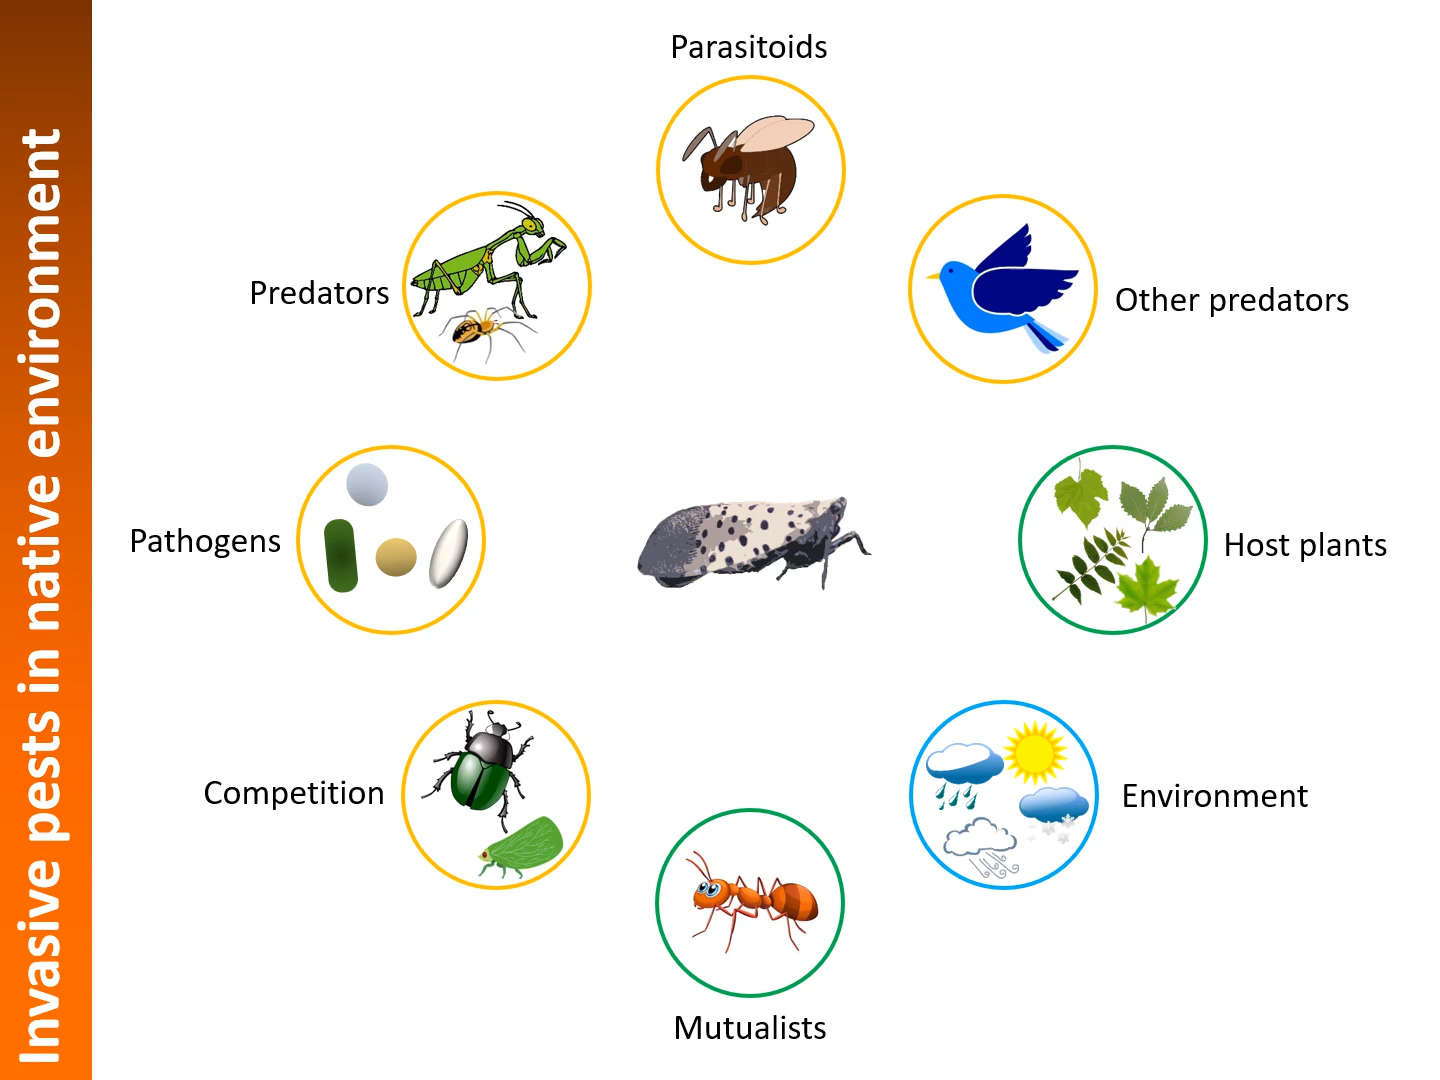 Invasive pests in native environment
Parasitoids
Predators
Other predators
Pathogens
Host plants
Competition
Environment
Mutualists